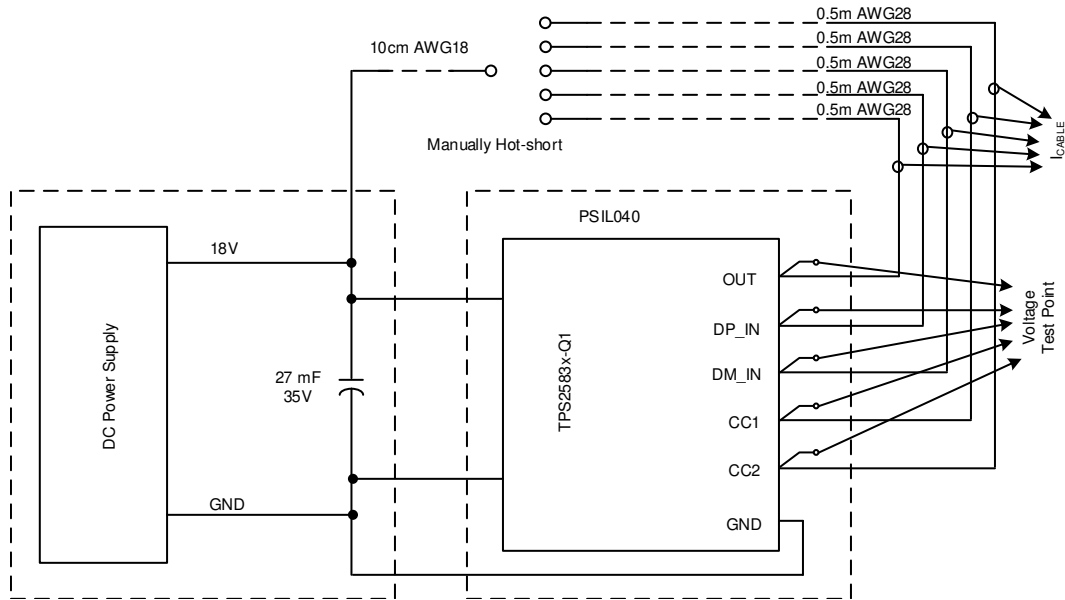 0.5m AWG28
0.5m AWG28
0.5m AWG28
0.5m AWG28
0.5m AWG28
10cm AWG18
Manually Hot-short
I_CABLE
PSIL040
18V
DC Power Supply
27 mF
35V
GND
TPS2583x-Q1
OUT
DP_IN
DM_IN
CC1
CC2
GND
Voltage
Test Point